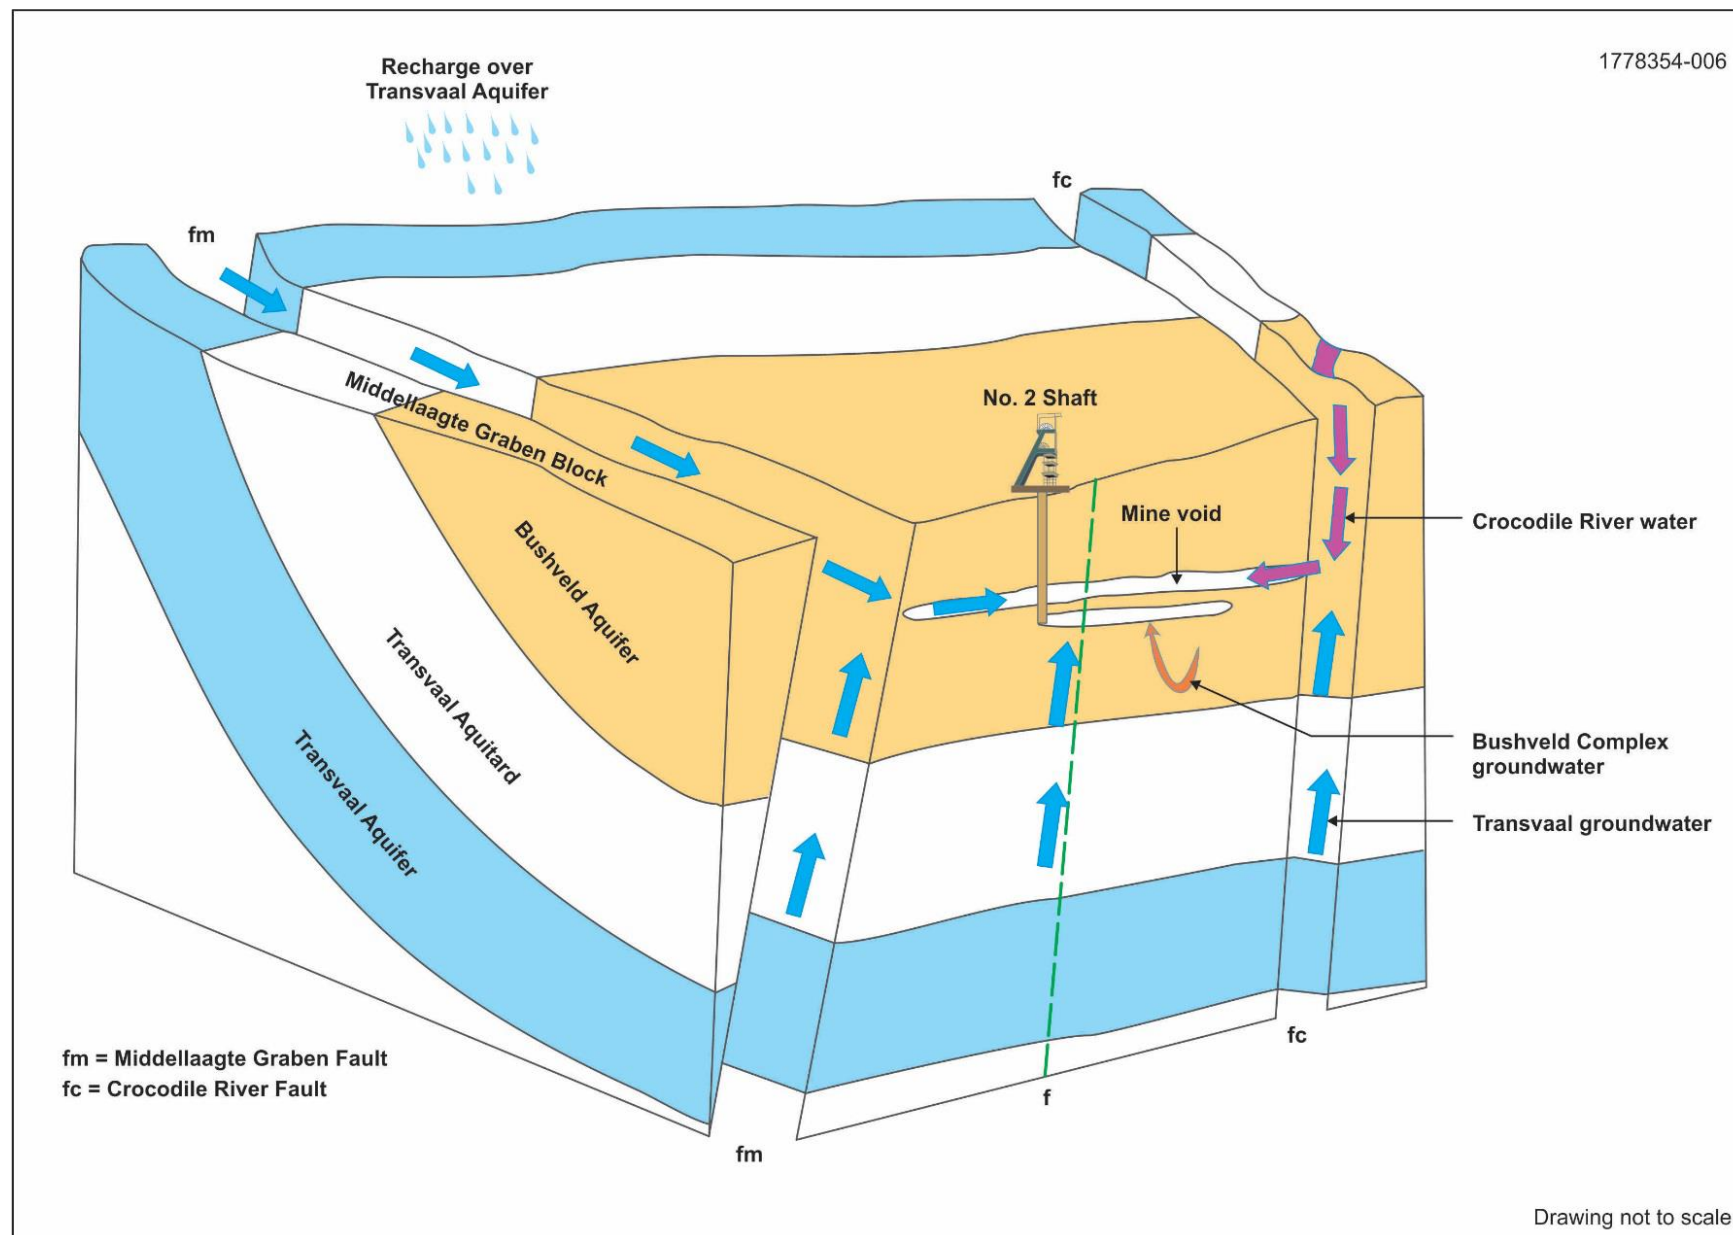 1778354-006
Recharge over
Transvaal Aquifer
fc
fm
Middellaagte Graben Block
No. 2 Shaft
Mine void
Crocodile River water
Bushveld Aquifer
Transvaal Aquitard
Transvaal Aquifer
Bushveld Complex
groundwater
Transvaal groundwater
fc
fm = Middellaagte Graben Fault
fc = Crocodile River Fault
f
fm
Drawing not to scale